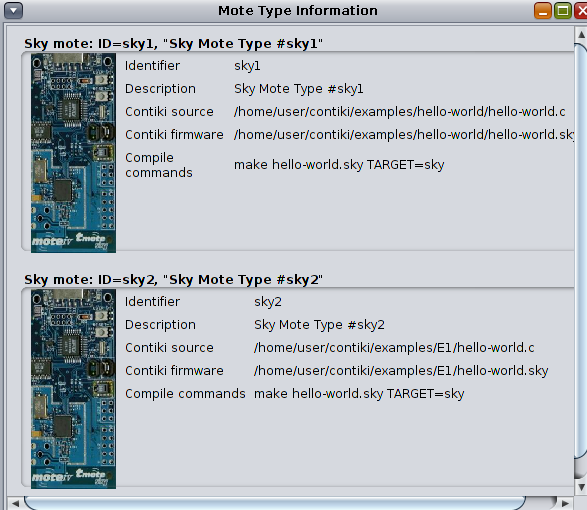 Mote Type Information
Sky mote: ID=sky1, "Sky Mote Type #sky1"
Identifier sky1
Description Sky Mote Type #sky1
Contiki source /home/user/contiki/examples/hello-world/hello-world.c
Contiki firmware /home/user/contiki/examples/hello-world/hello-world.sky
Compile
commands make hello-world.sky TARGET=sky
moteiv tmote
sky
Sky mote: ID=sky2, "Sky Mote Type #sky2"
Identifier sky2
Description Sky Mote Type #sky2
Contiki source /home/user/contiki/examples/E1/hello-world.c
Contiki firmware /home/user/contiki/examples/E1/hello-world.sky
Compile commands make hello-world.sky TARGET=sky
moteiv tmote
sky